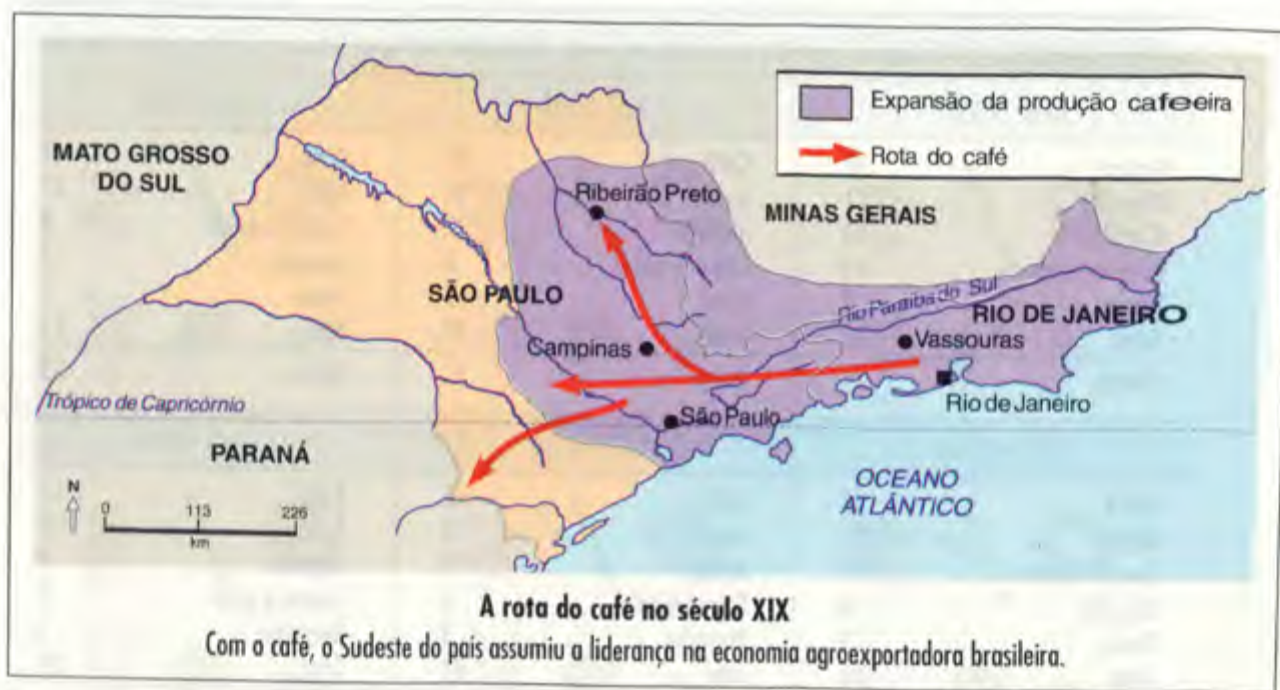 Expansão da produção cafeeira
Rota do café
MATO GROSSO
DO SUL
Ribeirão Preto
MINAS GERAIS
SÃO PAULO
Rio Paraíba do Sul
RIO DE JANEIRO
Campinas
Vassouras
Trópico de Capricórnio
São Paulo
Rio de Janeiro
PARANÁ
OCEANO
ATLÂNTICO
N
0 113 226
km
A rota do café no século XIX
Com o café, o Sudeste do país assumiu a liderança na economia agroexportadora brasileira.